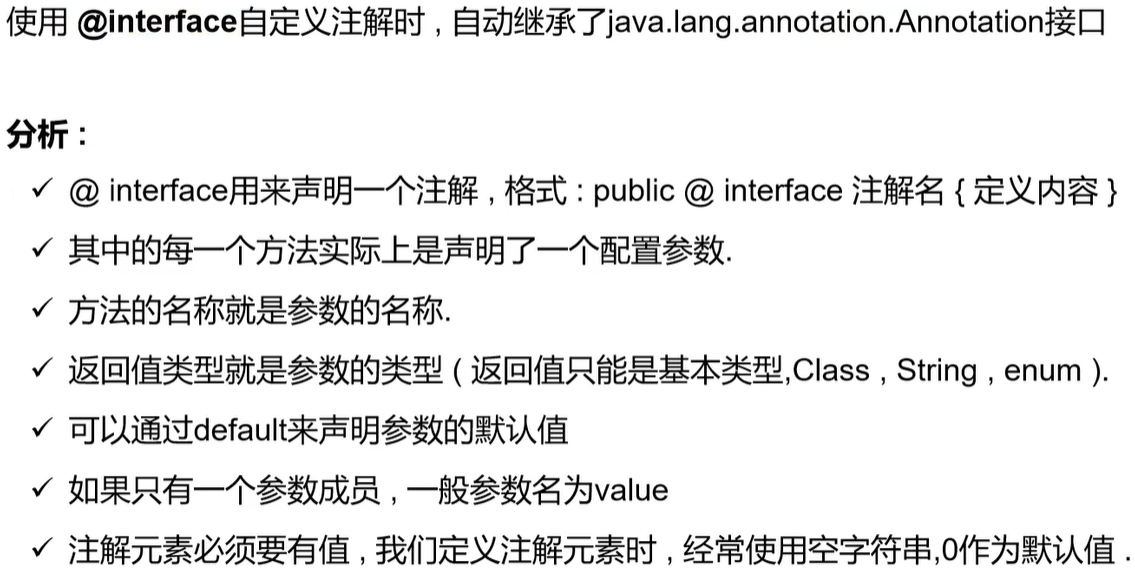 使用 @interface自定义注解时 , 自动继承了java.lang.annotation.Annotation接口
分析 :
✓ @ interface用来声明一个注解 , 格式 : public @ interface 注解名 { 定义内容 }
✓ 其中的每一个方法实际上是声明了一个配置参数.
✓ 方法的名称就是参数的名称.
✓ 返回值类型就是参数的类型 ( 返回值只能是基本类型,Class , String , enum ).
✓ 可以通过default来声明参数的默认值
✓ 如果只有一个参数成员 , 一般参数名为value
✓ 注解元素必须要有值 , 我们定义注解元素时 , 经常使用空字符串,0作为默认值 .